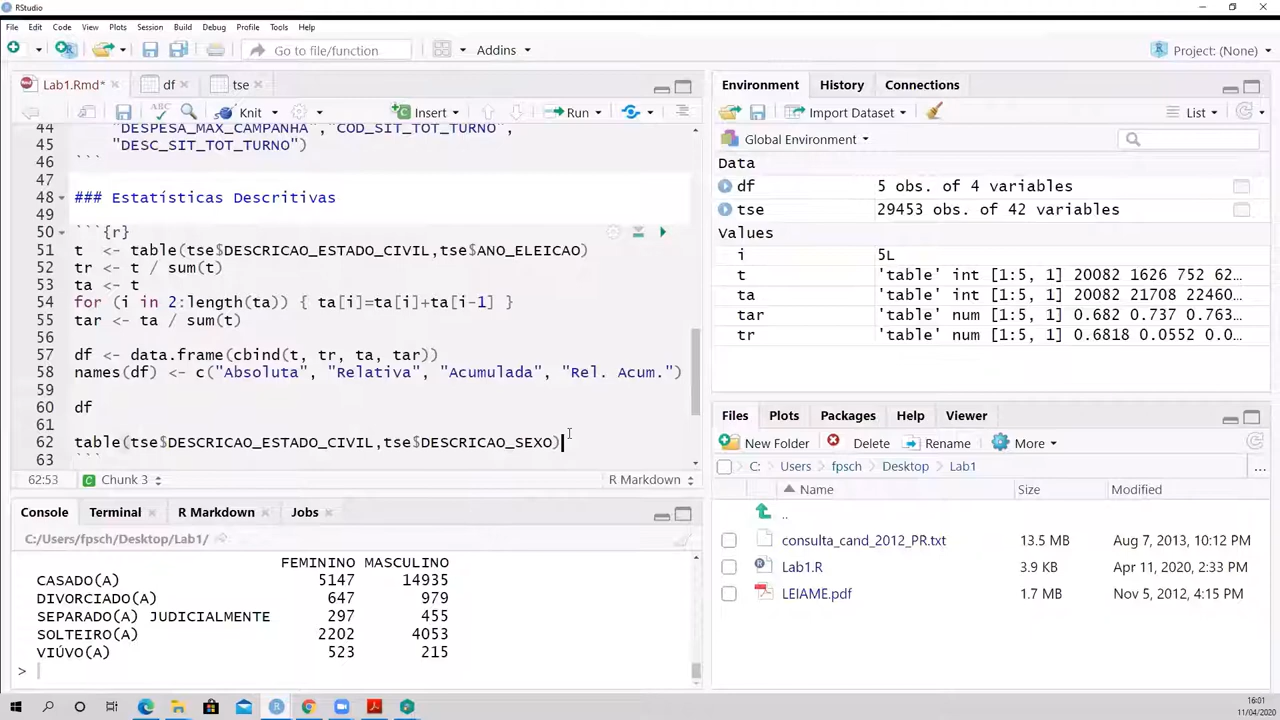 RStudio
File Edit Code View Plots Session Build Debug Profile Tools Help
Go to file/function Addins Project: (None)
Lab1.Rmd* df tse
ABC Knit Insert Run
44 "DESPESA_MAX_CAMPANHA", "COD_SIT_TOT_TURNO",
45 "DESC_SIT_TOT_TURNO")
46 ```
47
48 ### Estatísticas Descritivas
49
50 ```{r}
51 t <- table(tse$DESCRICAO_ESTADO_CIVIL,tse$ANO_ELEICAO)
52 tr <- t / sum(t)
53 ta <- t
54 for (i in 2:length(ta)) { ta[i]=ta[i]+ta[i-1] }
55 tar <- ta / sum(t)
56
57 df <- data.frame(cbind(t, tr, ta, tar))
58 names(df) <- c("Absoluta", "Relativa", "Acumulada", "Rel. Acum.")
59
60 df
61
62 table(tse$DESCRICAO_ESTADO_CIVIL,tse$DESCRICAO_SEXO)
63 ```
62:53 Chunk 3 R Markdown
Console Terminal R Markdown Jobs
C:/Users/fpsch/Desktop/Lab1/
FEMININO MASCULINO
CASADO(A) 5147 14935
DIVORCIADO(A) 647 979
SEPARADO(A) JUDICIALMENTE 297 455
SOLTEIRO(A) 2202 4053
VIÚVO(A) 523 215
>
Environment History Connections
Import Dataset List
Global Environment
Data
df 5 obs. of 4 variables
tse 29453 obs. of 42 variables
Values
i 5L
t 'table' int [1:5, 1] 20082 1626 752 62…
ta 'table' int [1:5, 1] 20082 21708 22460…
tar 'table' num [1:5, 1] 0.682 0.737 0.763…
tr 'table' num [1:5, 1] 0.6818 0.0552 0.0…
Files Plots Packages Help Viewer
New Folder Delete Rename More
C: Users fpsch Desktop Lab1 ...
Name Size Modified
..
consulta_cand_2012_PR.txt 13.5 MB Aug 7, 2013, 10:12 PM
Lab1.R 3.9 KB Apr 11, 2020, 2:33 PM
LEIAME.pdf 1.7 MB Nov 5, 2012, 4:15 PM
16:01
11/04/2020